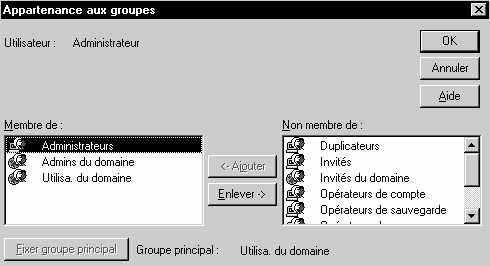 Appartenance aux groupes
Utilisateur : Administrateur
OK
Annuler
Aide
Membre de :
Non membre de :
Administrateurs
Admins du domaine
Utilisa. du domaine
<- Ajouter
Enlever ->
Duplicateurs
Invités
Invités du domaine
Opérateurs de compte
Opérateurs de sauvegarde
Fixer groupe principal
Groupe principal : Utilisa. du domaine